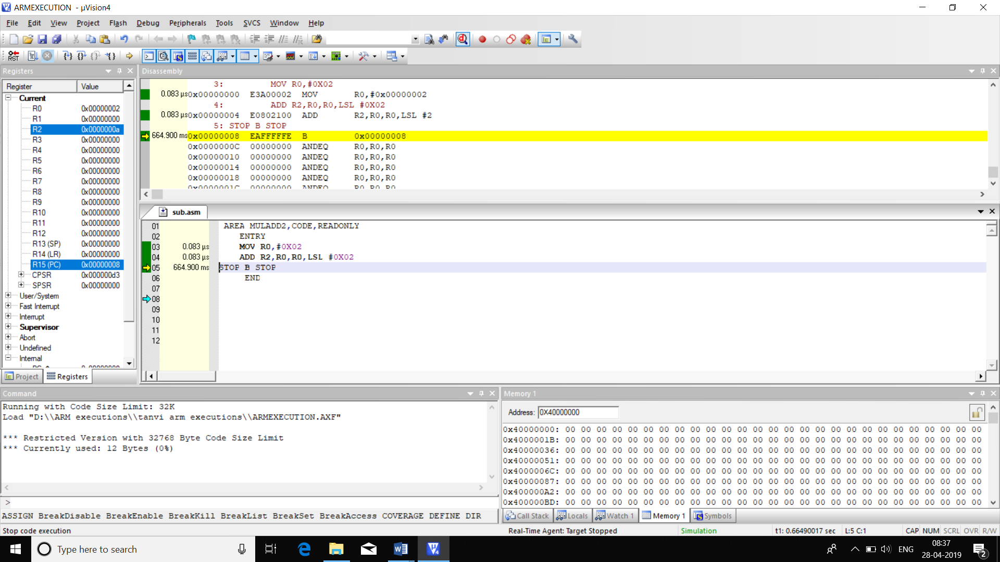 ARMEXECUTION - µVision4
File Edit View Project Flash Debug Peripherals Tools SVCS Window Help
Registers
Register Value
Current
R0 0x00000002
R1 0x00000000
R2 0x0000000a
R3 0x00000000
R4 0x00000000
R5 0x00000000
R6 0x00000000
R7 0x00000000
R8 0x00000000
R9 0x00000000
R10 0x00000000
R11 0x00000000
R12 0x00000000
R13 (SP) 0x00000000
R14 (LR) 0x00000000
R15 (PC) 0x00000008
CPSR 0x000000d3
SPSR 0x00000000
User/System
Fast Interrupt
Interrupt
Supervisor
Abort
Undefined
Internal
Project Registers
Disassembly
3: MOV R0,#0X02
0.083 µs 0x00000000 E3A00002 MOV R0,#0x00000002
4: ADD R2,R0,R0,LSL #0X02
0.083 µs 0x00000004 E0802100 ADD R2,R0,R0,LSL #2
5: STOP B STOP
664.900 ms 0x00000008 EAFFFFFE B 0x00000008
0x0000000C 00000000 ANDEQ R0,R0,R0
0x00000010 00000000 ANDEQ R0,R0,R0
0x00000014 00000000 ANDEQ R0,R0,R0
0x00000018 00000000 ANDEQ R0,R0,R0
0x0000001C 00000000 ANDEQ R0,R0,R0
sub.asm
01 AREA MULADD2,CODE,READONLY
02 ENTRY
03 0.083 µs MOV R0,#0X02
04 0.083 µs ADD R2,R0,R0,LSL #0X02
05 664.900 ms STOP B STOP
06 END
07
08
09
10
11
12
Command
Running with Code Size Limit: 32K
Load "D:\\ARM executions\\tanvi arm executions\\ARMEXECUTION.AXF"
*** Restricted Version with 32768 Byte Code Size Limit
*** Currently used: 12 Bytes (0%)
>
ASSIGN BreakDisable BreakEnable BreakKill BreakList BreakSet BreakAccess COVERAGE DEFINE DIR
Memory 1
Address: 0X40000000
0x40000000: 00 00 00 00 00 00 00 00 00 00 00 00 00 00 00 00 00 00 00 00 00 00 00 00 00 00 00
0x4000001B: 00 00 00 00 00 00 00 00 00 00 00 00 00 00 00 00 00 00 00 00 00 00 00 00 00 00 00
0x40000036: 00 00 00 00 00 00 00 00 00 00 00 00 00 00 00 00 00 00 00 00 00 00 00 00 00 00 00
0x40000051: 00 00 00 00 00 00 00 00 00 00 00 00 00 00 00 00 00 00 00 00 00 00 00 00 00 00 00
0x4000006C: 00 00 00 00 00 00 00 00 00 00 00 00 00 00 00 00 00 00 00 00 00 00 00 00 00 00 00
0x40000087: 00 00 00 00 00 00 00 00 00 00 00 00 00 00 00 00 00 00 00 00 00 00 00 00 00 00 00
0x400000A2: 00 00 00 00 00 00 00 00 00 00 00 00 00 00 00 00 00 00 00 00 00 00 00 00 00 00 00
0x400000BD: 00 00 00 00 00 00 00 00 00 00 00 00 00 00 00 00 00 00 00 00 00 00 00 00 00 00 00
Call Stack Locals Watch 1 Memory 1 Symbols
Stop code execution Real-Time Agent: Target Stopped Simulation t1: 0.66490017 sec L:5 C:1 CAP NUM SCRL OVR R/W
Type here to search
ENG
08:37
28-04-2019
2